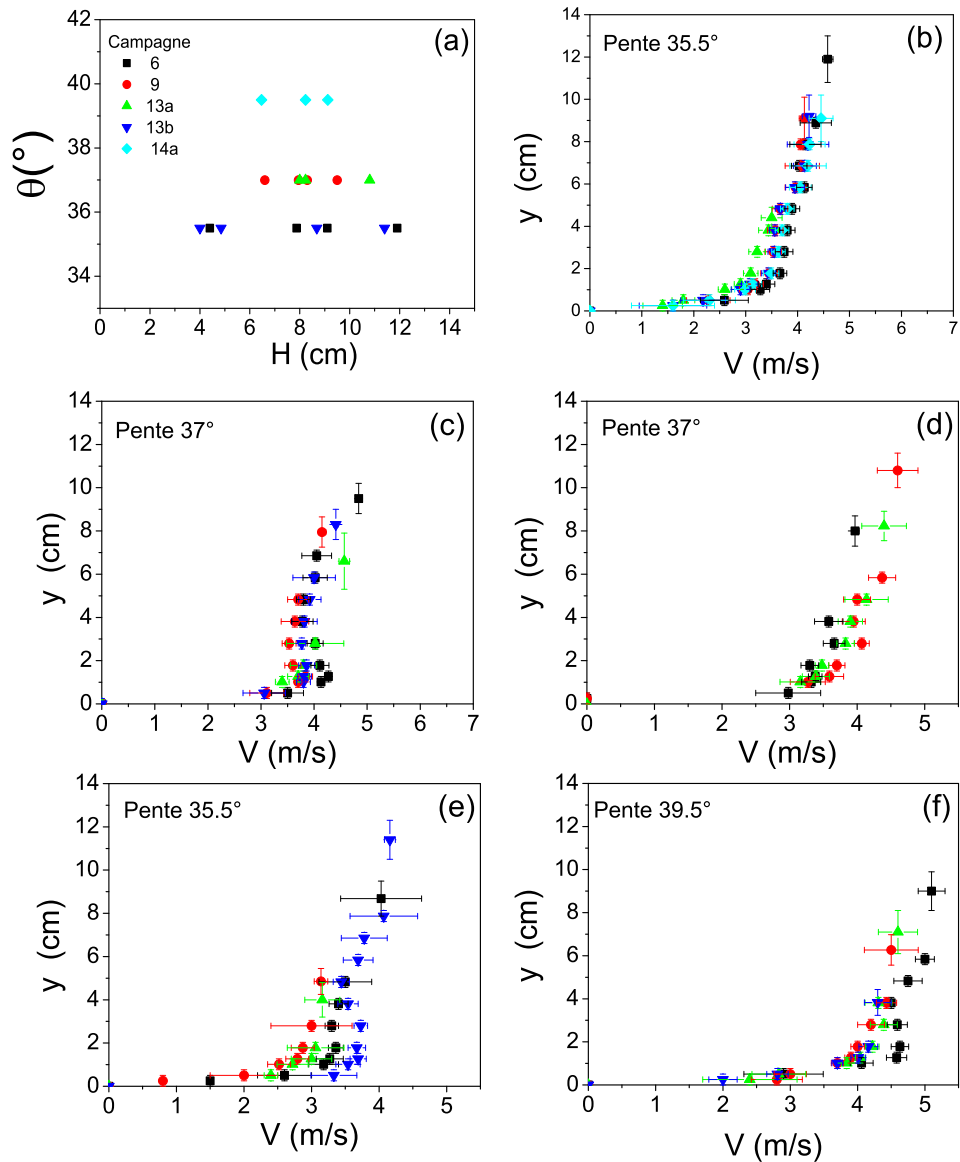 (a)
Campagne
6
9
13a
13b
14a
42
40
38
36
34
θ(°)
0 2 4 6 8 10 12 14
H (cm)
(b)
Pente 35.5°
14
12
10
8
6
4
2
0
y (cm)
0 1 2 3 4 5 6 7
V (m/s)
(c)
Pente 37°
14
12
10
8
6
4
2
0
y (cm)
0 1 2 3 4 5 6 7
V (m/s)
(d)
Pente 37°
14
12
10
8
6
4
2
0
y (cm)
0 1 2 3 4 5
V (m/s)
(e)
Pente 35.5°
14
12
10
8
6
4
2
0
y (cm)
0 1 2 3 4 5
V (m/s)
(f)
Pente 39.5°
14
12
10
8
6
4
2
0
y (cm)
0 1 2 3 4 5
V (m/s)